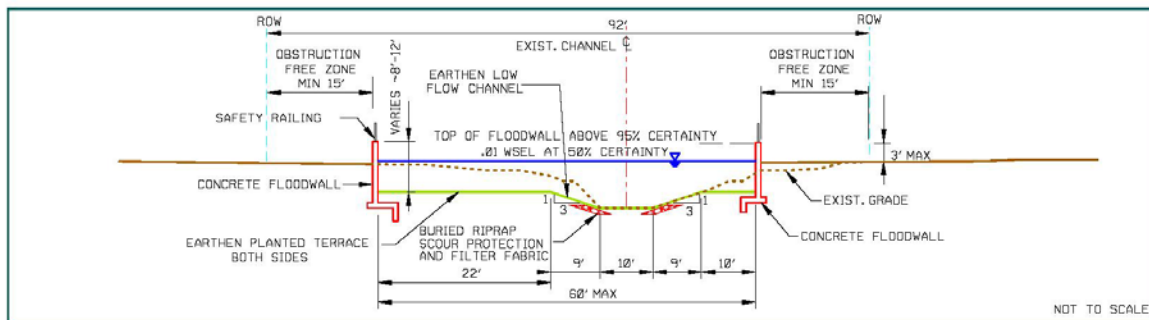 ROW
ROW
92'
EXIST. CHANNEL ℄
OBSTRUCTION
FREE ZONE
MIN 15'
OBSTRUCTION
FREE ZONE
MIN 15'
EARTHEN LOW
FLOW CHANNEL
VARIES ~8'-12'
SAFETY RAILING
TOP OF FLOODWALL ABOVE 95% CERTAINTY
.01 WSEL AT 50% CERTAINTY
3' MAX
CONCRETE FLOODWALL
1
3
3
1
EXIST. GRADE
EARTHEN PLANTED TERRACE
BOTH SIDES
BURIED RIPRAP
SCOUR PROTECTION
AND FILTER FABRIC
CONCRETE FLOODWALL
22'
9'
10'
9'
10'
60' MAX
NOT TO SCALE